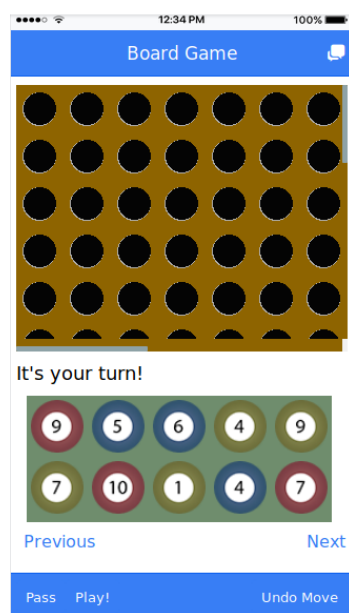 12:34 PM 100%
Board Game
It's your turn!
9 5 6 4 9
7 10 1 4 7
Previous Next
Pass Play! Undo Move